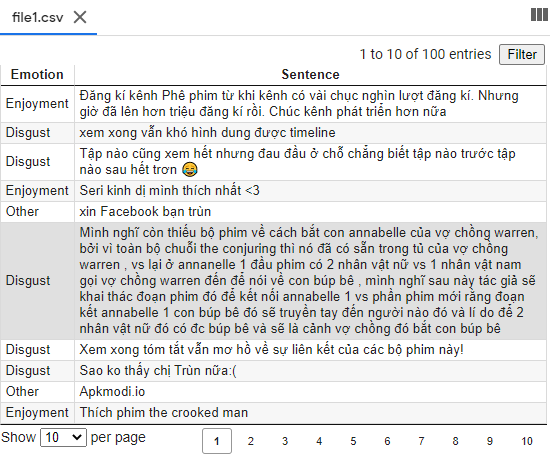 file1.csv
1 to 10 of 100 entries Filter
Emotion Sentence
Enjoyment Đăng kí kênh Phê phim từ khi kênh có vài chục nghìn lượt đăng kí. Nhưng
giờ đã lên hơn triệu đăng kí rồi. Chúc kênh phát triển hơn nữa
Disgust xem xong vẫn khó hình dung được timeline
Disgust Tập nào cũng xem hết nhưng đau đầu ở chỗ chẳng biết tập nào trước tập
nào sau hết trơn 😂
Enjoyment Seri kinh dị mình thích nhất <3
Other xin Facebook bạn trùn
Disgust Mình nghĩ còn thiếu bộ phim về cách bắt con annabelle của vợ chồng warren,
bởi vì toàn bộ chuỗi the conjuring thì nó đã có sẵn trong tủ của vợ chồng
warren , vs lại ở annanelle 1 đầu phim có 2 nhân vật nữ vs 1 nhân vật nam
gọi vợ chồng warren đến để nói về con búp bê , mình nghĩ sau này tác giả sẽ
khai thác đoạn phim đó để kết nối annabelle 1 vs phần phim mới rằng đoạn
kết annabelle 1 con búp bê đó sẽ truyền tay đến người nào đó và lí do để 2
nhân vật nữ đó có đc búp bê và sẽ là cảnh vợ chồng đó bắt con búp bê
Disgust Xem xong tóm tắt vẫn mơ hồ về sự liên kết của các bộ phim này!
Disgust Sao ko thấy chị Trùn nữa:(
Other Apkmodi.io
Enjoyment Thích phim the crooked man
Show 10 per page 1 2 3 4 5 6 7 8 9 10